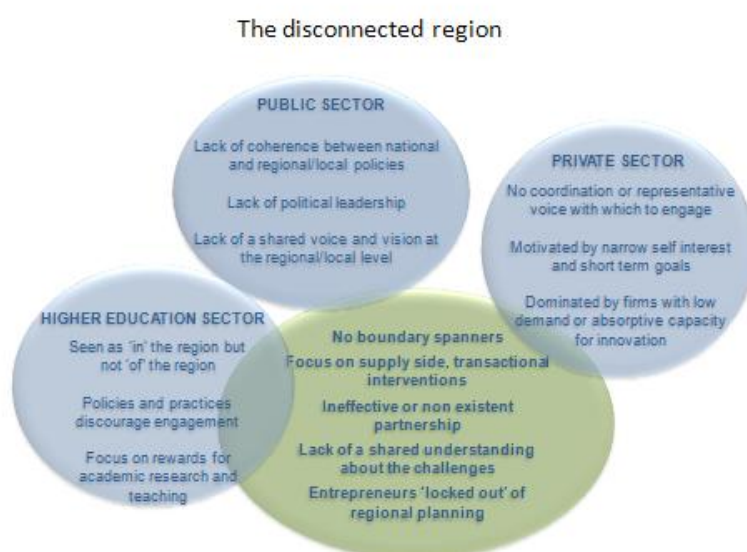 The disconnected region
PUBLIC SECTOR
Lack of coherence between national
and regional/local policies
Lack of political leadership
Lack of a shared voice and vision at
the regional/local level
PRIVATE SECTOR
No coordination or representative
voice with which to engage
Motivated by narrow self interest
and short term goals
Dominated by firms with low
demand or absorptive capacity
for innovation
HIGHER EDUCATION SECTOR
Seen as 'in' the region but
not 'of' the region
Policies and practices
discourage engagement
Focus on rewards for
academic research and
teaching
No boundary spanners
Focus on supply side, transactional
interventions
Ineffective or non existent
partnership
Lack of a shared understanding
about the challenges
Entrepreneurs 'locked out' of
regional planning